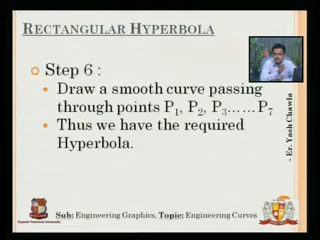 RECTANGULAR HYPERBOLA
Step 6 :
Draw a smooth curve passing
through points P1, P2, P3……P7
Thus we have the required
Hyperbola.
- Er. Yash Chawla
Sub: Engineering Graphics, Topic: Engineering Curves